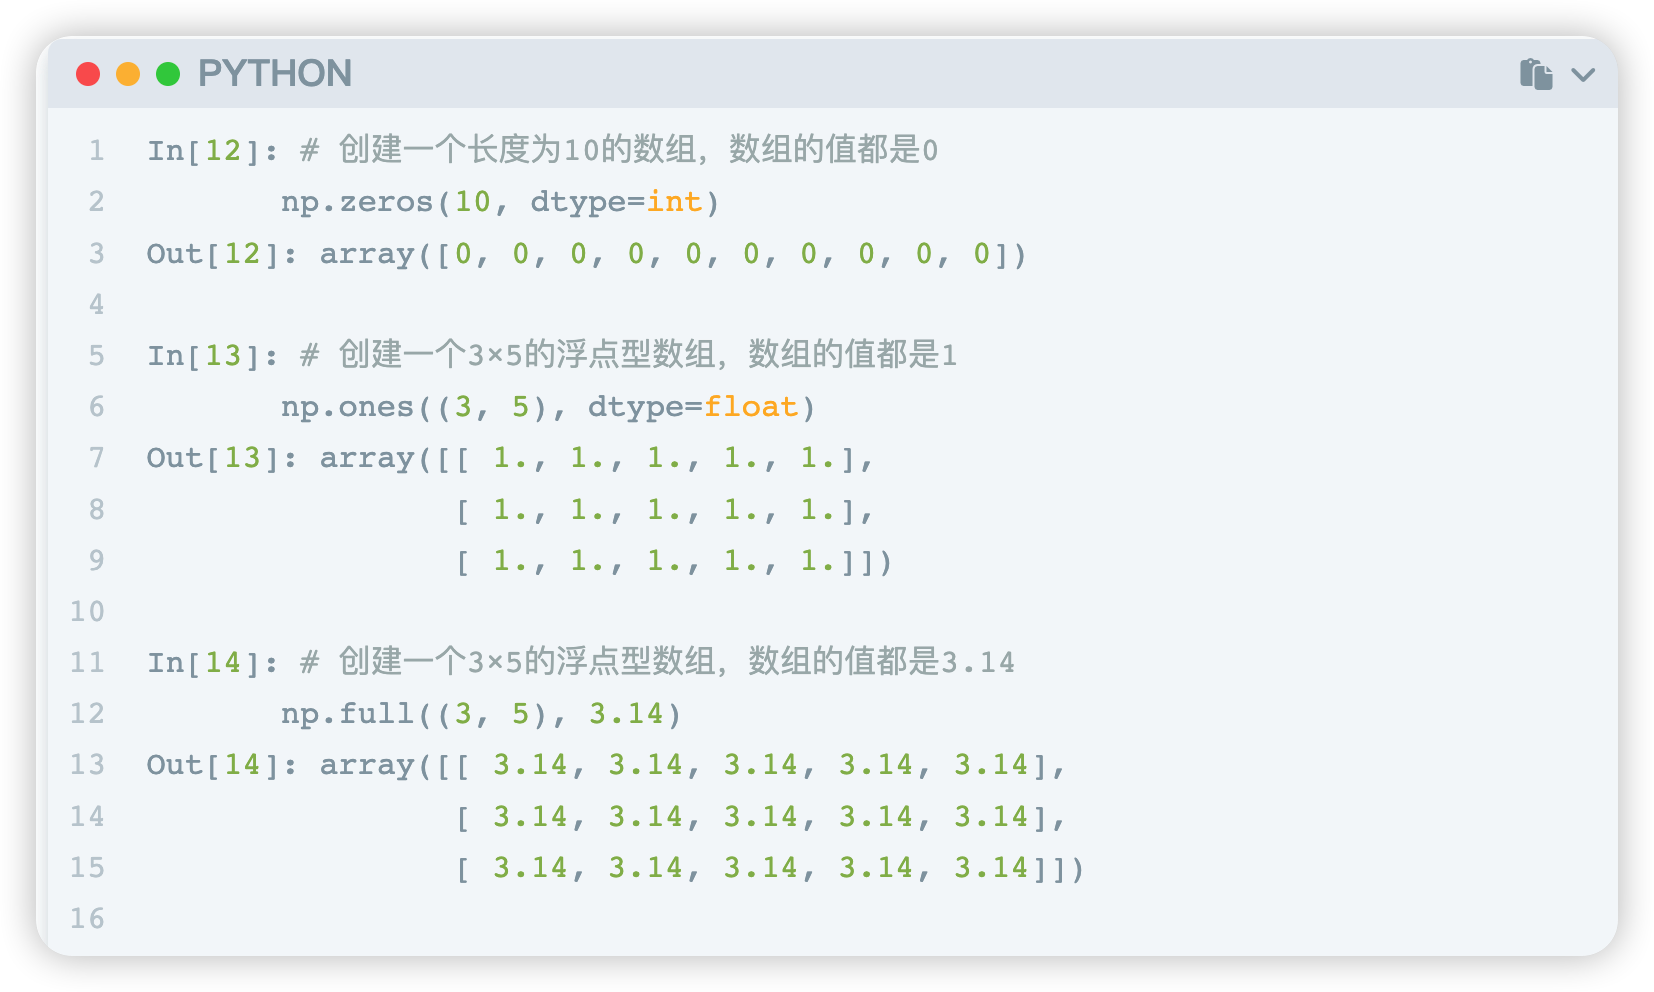 PYTHON
1 In[12]: # 创建一个长度为10的数组，数组的值都是0
2 np.zeros(10, dtype=int)
3 Out[12]: array([0, 0, 0, 0, 0, 0, 0, 0, 0, 0])
4
5 In[13]: # 创建一个3×5的浮点型数组，数组的值都是1
6 np.ones((3, 5), dtype=float)
7 Out[13]: array([[ 1., 1., 1., 1., 1.],
8 [ 1., 1., 1., 1., 1.],
9 [ 1., 1., 1., 1., 1.]])
10
11 In[14]: # 创建一个3×5的浮点型数组，数组的值都是3.14
12 np.full((3, 5), 3.14)
13 Out[14]: array([[ 3.14, 3.14, 3.14, 3.14, 3.14],
14 [ 3.14, 3.14, 3.14, 3.14, 3.14],
15 [ 3.14, 3.14, 3.14, 3.14, 3.14]])
16